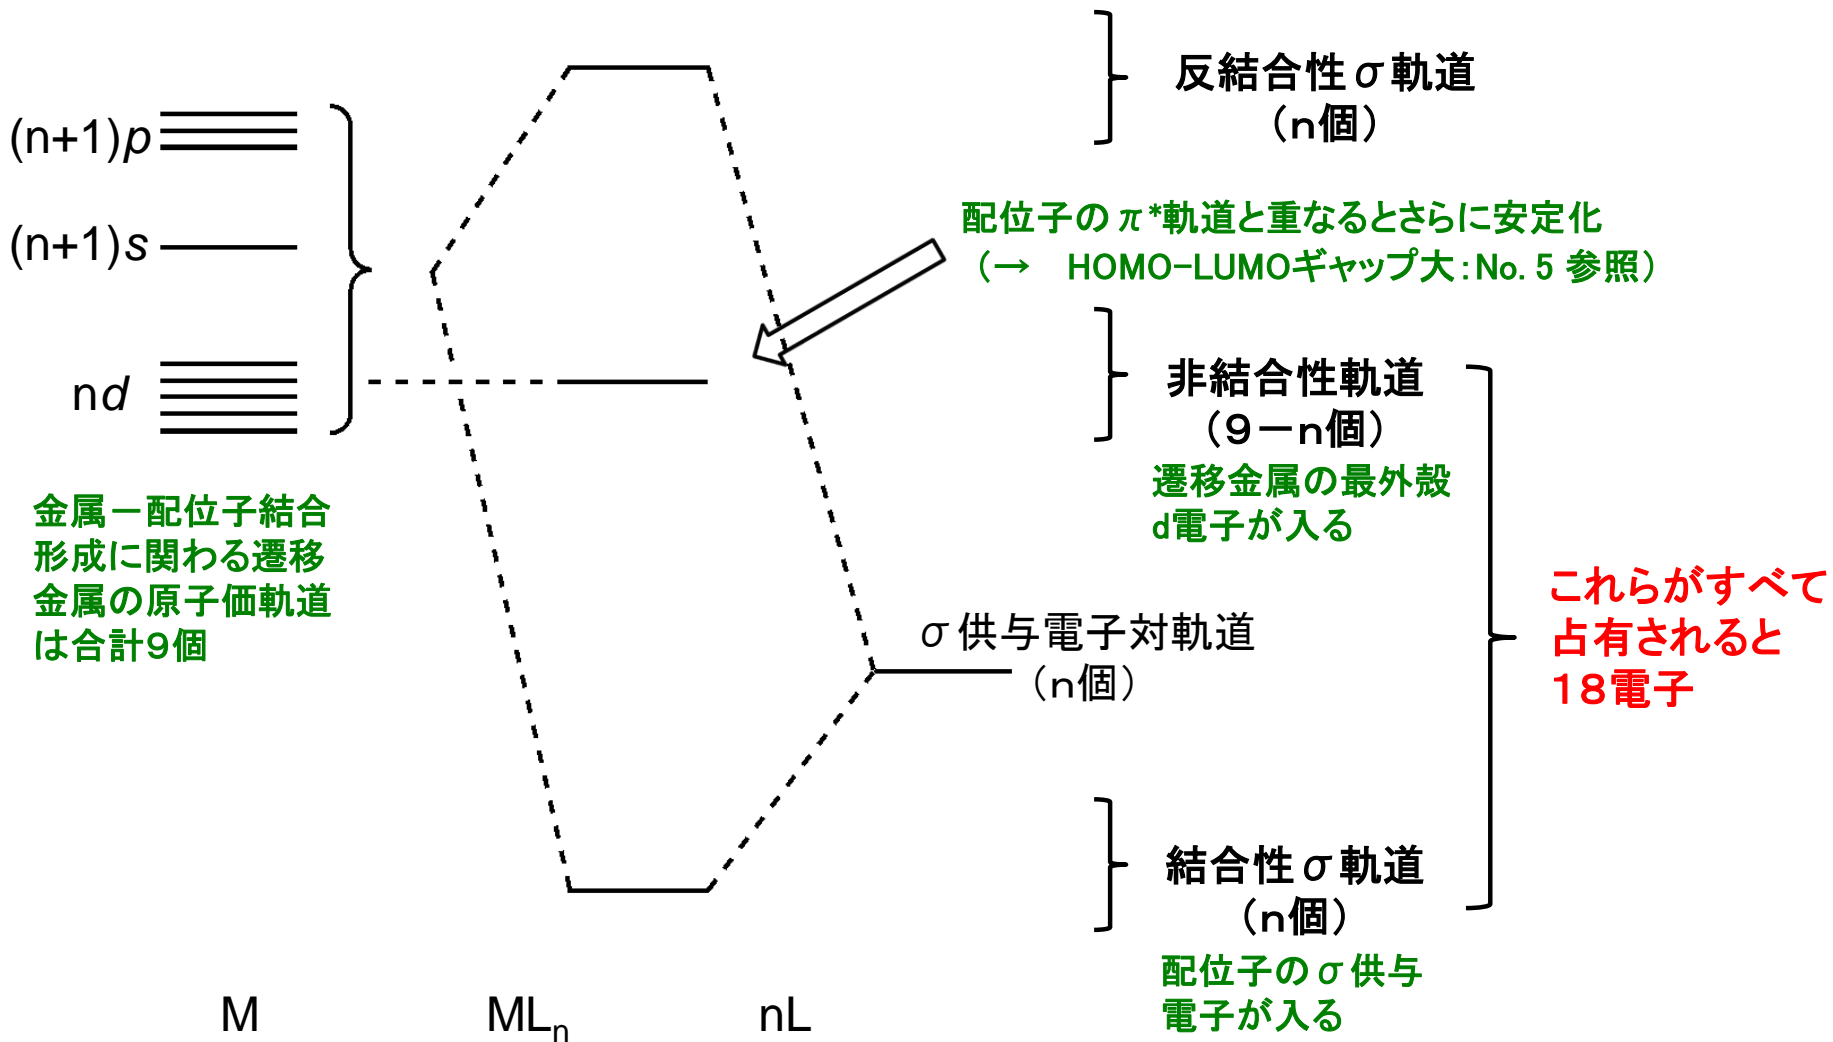 反結合性σ軌道
（n個）
(n+1)p
(n+1)s
nd
配位子のπ*軌道と重なるとさらに安定化
（→　HOMO-LUMOギャップ大：No. 5 参照）
非結合性軌道
（９－n個）
遷移金属の最外殻
d電子が入る
金属－配位子結合
形成に関わる遷移
金属の原子価軌道
は合計９個
σ供与電子対軌道
（n個）
これらがすべて
占有されると
１８電子
結合性σ軌道
（n個）
配位子のσ供与
電子が入る
M
MLn
nL